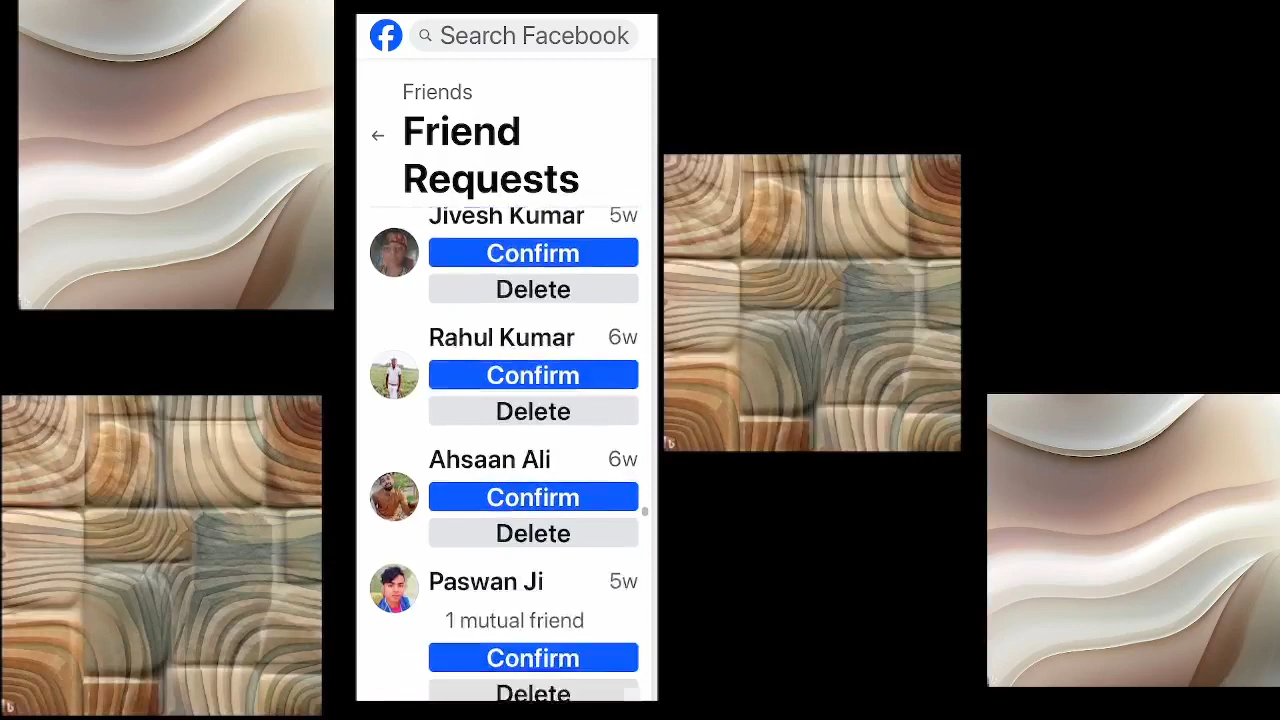 Search Facebook
Friends
Friend
Requests
Jivesh Kumar 5w
Confirm
Delete
Rahul Kumar 6w
Confirm
Delete
Ahsaan Ali 6w
Confirm
Delete
Paswan Ji 5w
1 mutual friend
Confirm
Delete